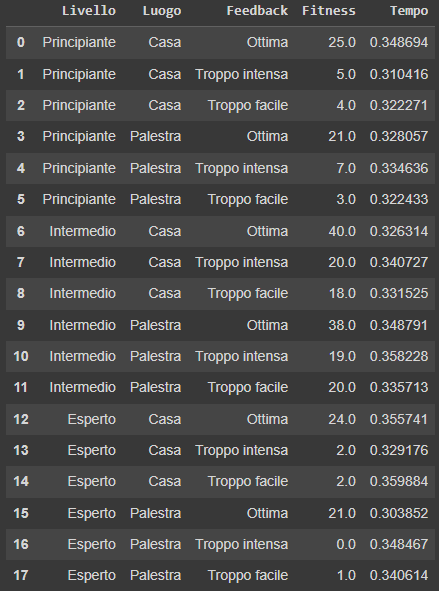 Livello Luogo Feedback Fitness Tempo
0 Principiante Casa Ottima 25.0 0.348694
1 Principiante Casa Troppo intensa 5.0 0.310416
2 Principiante Casa Troppo facile 4.0 0.322271
3 Principiante Palestra Ottima 21.0 0.328057
4 Principiante Palestra Troppo intensa 7.0 0.334636
5 Principiante Palestra Troppo facile 3.0 0.322433
6 Intermedio Casa Ottima 40.0 0.326314
7 Intermedio Casa Troppo intensa 20.0 0.340727
8 Intermedio Casa Troppo facile 18.0 0.331525
9 Intermedio Palestra Ottima 38.0 0.348791
10 Intermedio Palestra Troppo intensa 19.0 0.358228
11 Intermedio Palestra Troppo facile 20.0 0.335713
12 Esperto Casa Ottima 24.0 0.355741
13 Esperto Casa Troppo intensa 2.0 0.329176
14 Esperto Casa Troppo facile 2.0 0.359884
15 Esperto Palestra Ottima 21.0 0.303852
16 Esperto Palestra Troppo intensa 0.0 0.348467
17 Esperto Palestra Troppo facile 1.0 0.340614